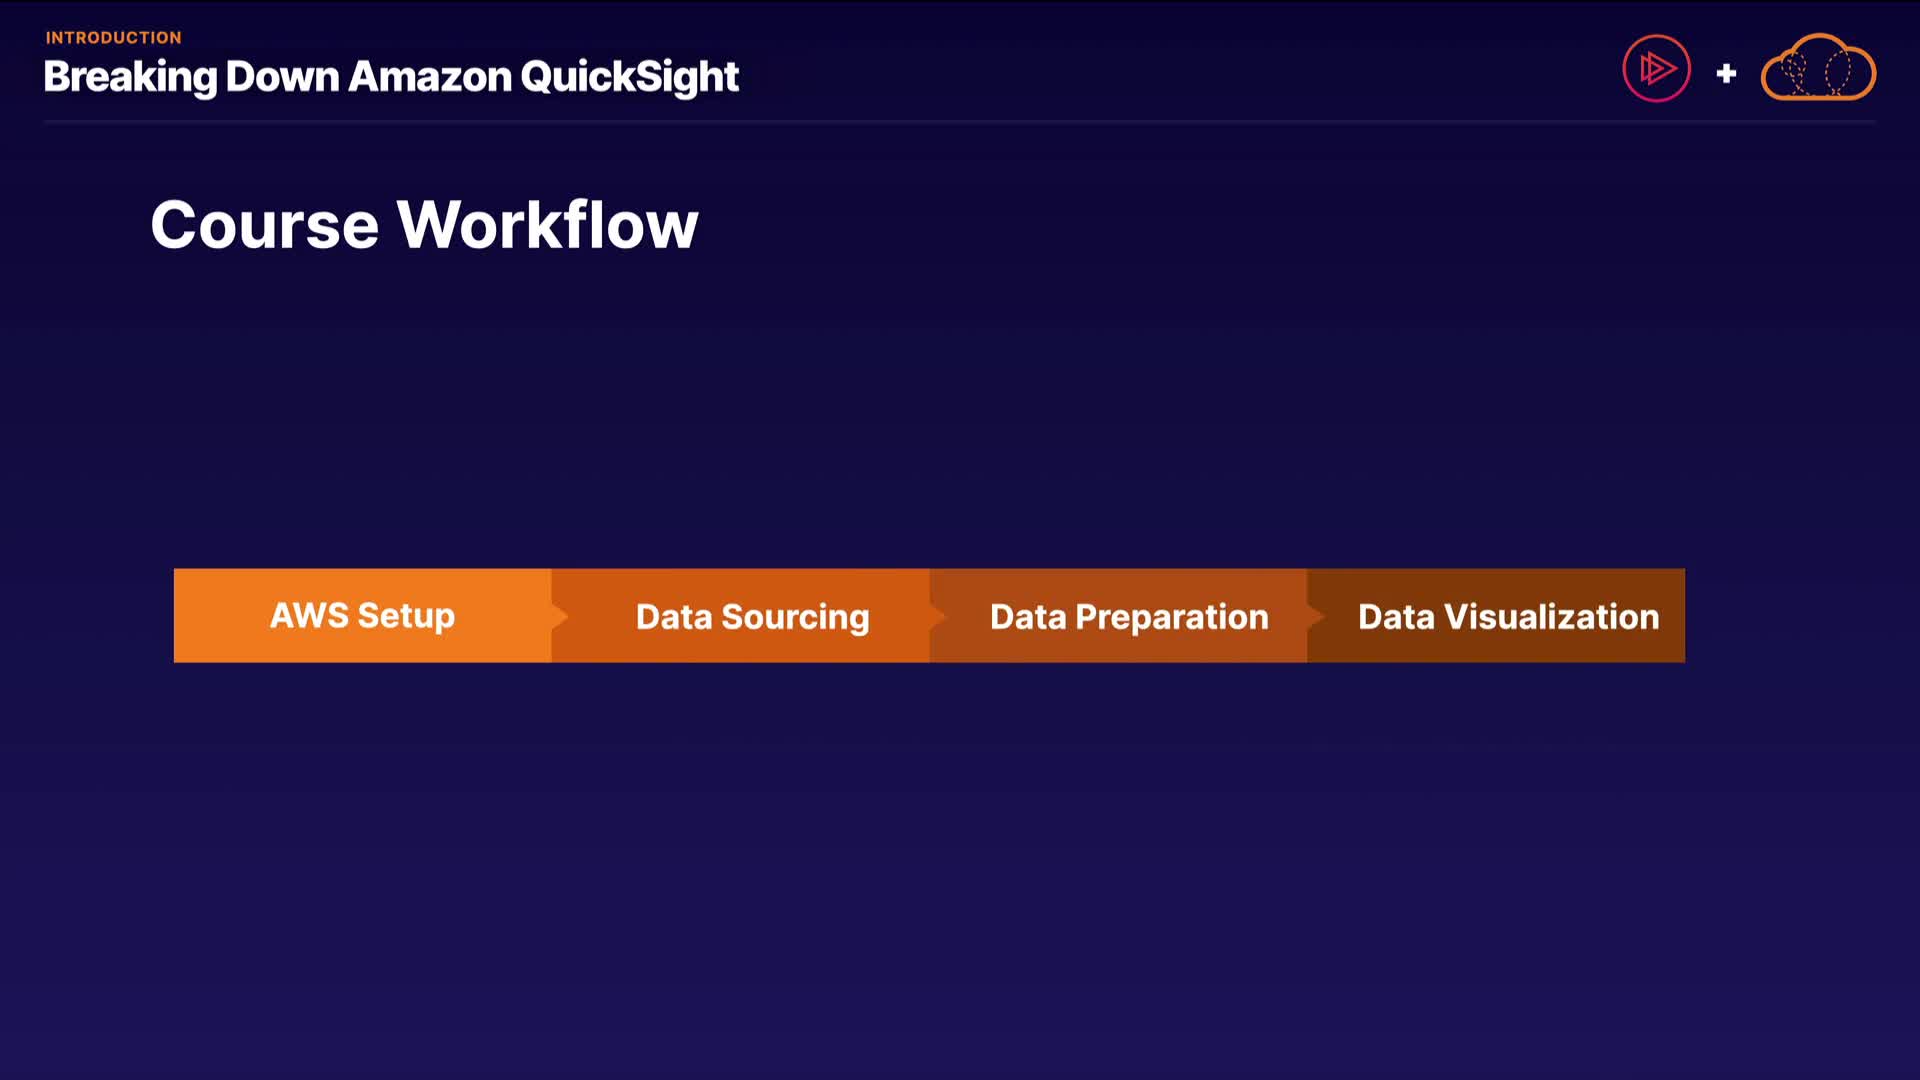 INTRODUCTION
Breaking Down Amazon QuickSight
+
Course Workflow
AWS Setup
Data Sourcing
Data Preparation
Data Visualization